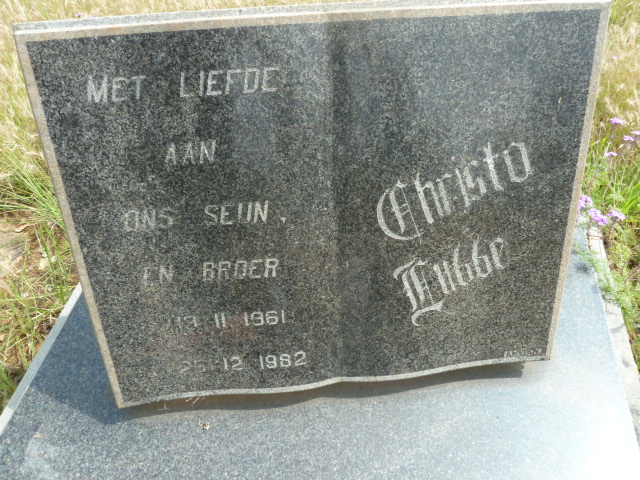 MET LIEFDE
AAN
ONS SEUN
EN BROER
13 11 1961
25 12 1982
Christo
Lubbe